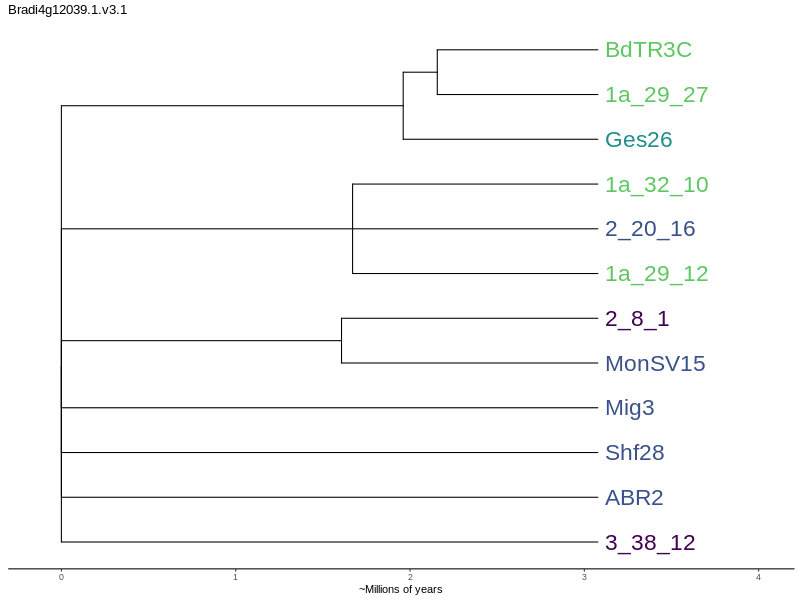 Bradi4g12039.1.v3.1
BdTR3C
1a_29_27
Ges26
1a_32_10
2_20_16
1a_29_12
2_8_1
MonSV15
Mig3
Shf28
ABR2
3_38_12
0 1 2 3 4
~Millions of years